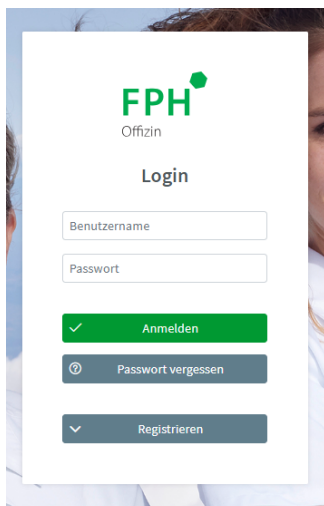 FPH
Offizin
Login
Benutzername
Passwort
Anmelden
Passwort vergessen
Registrieren